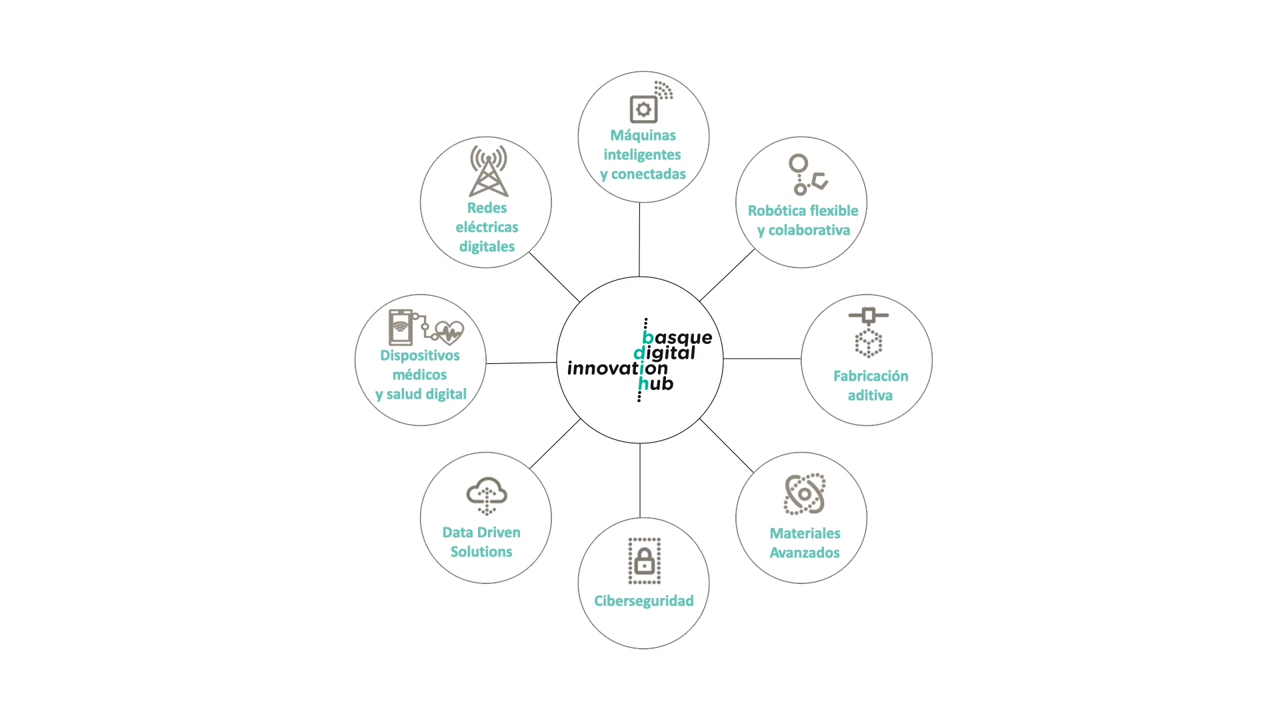 Máquinas
inteligentes
y conectadas
Redes
eléctricas
digitales
Robótica flexible
y colaborativa
Dispositivos
médicos
y salud digital
basque
digital
innovation
hub
Fabricación
aditiva
Data Driven
Solutions
Materiales
Avanzados
Ciberseguridad